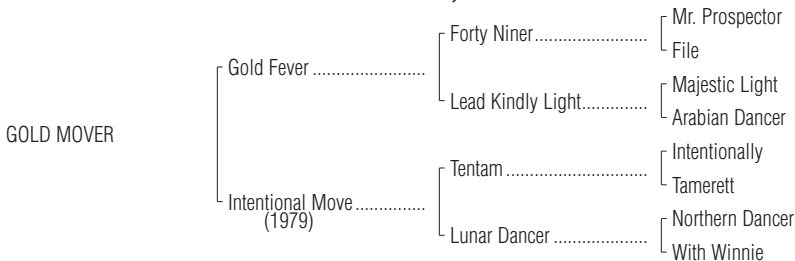 Mr. Prospector
Forty Niner........................
File
Gold Fever ........................
Majestic Light
Lead Kindly Light..............
Arabian Dancer
GOLD MOVER
Intentionally
Tentam ..............................
Tamerett
Intentional Move...............
(1979)
Northern Dancer
Lunar Dancer ....................
With Winnie